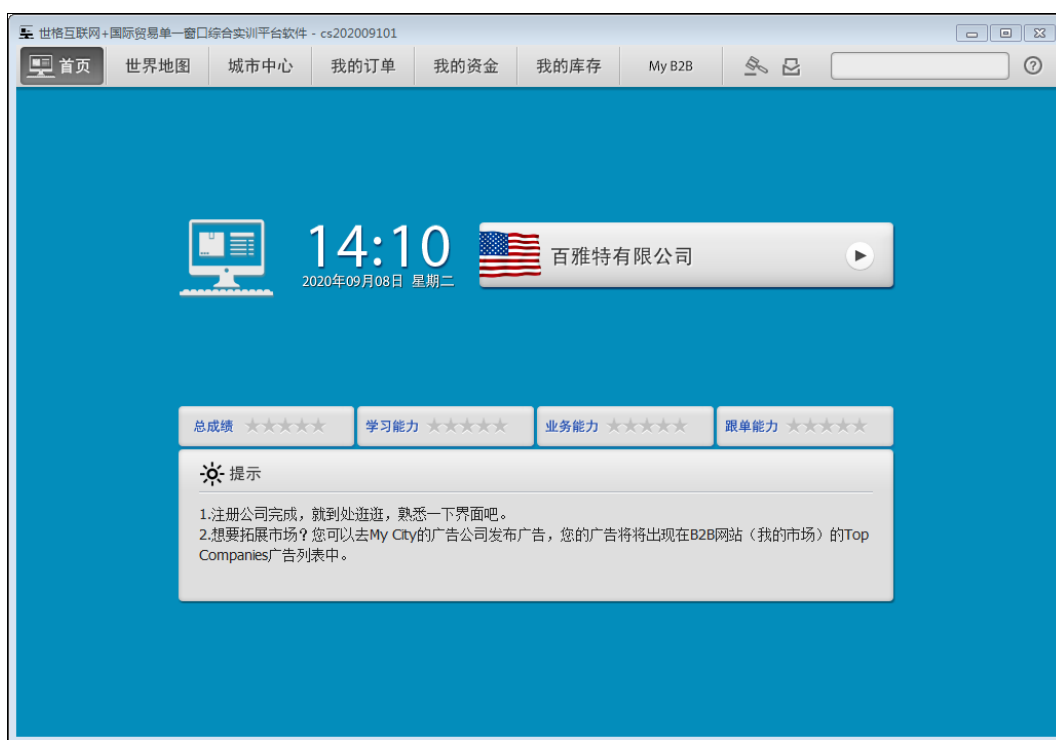 世格互联网+国际贸易单一窗口综合实训平台软件 - cs202009101
首页 世界地图 城市中心 我的订单 我的资金 我的库存 My B2B
14:10
2020年09月08日 星期二
百雅特有限公司
总成绩 学习能力 业务能力 跟单能力
提示
1.注册公司完成，就到处逛逛，熟悉一下界面吧。
2.想要拓展市场？您可以去My City的广告公司发布广告，您的广告将将出现在B2B网站（我的市场）的Top
Companies广告列表中。